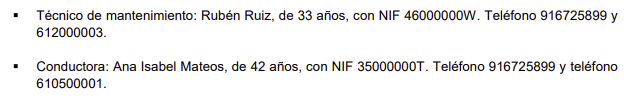 ▪ Técnico de mantenimiento: Rubén Ruiz, de 33 años, con NIF 46000000W. Teléfono 916725899 y
612000003.
▪ Conductora: Ana Isabel Mateos, de 42 años, con NIF 35000000T. Teléfono 916725899 y teléfono
610500001.